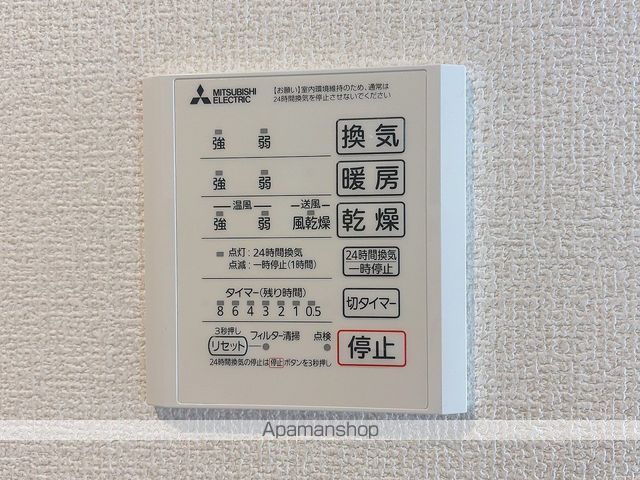 MITSUBISHI
ELECTRIC
【お願い】室内環境維持のため、通常は
24時間換気を停止させないでください
強 弱 換気
強 弱 暖房
温風 送風
強 弱 風乾燥 乾燥
点灯：24時間換気
点滅：一時停止(1時間)
24時間換気
一時停止
タイマー(残り時間)
8 6 4 3 2 1 0.5
切タイマー
3秒押し
リセット フィルター清掃 点検
停止
24時間換気の停止は停止ボタンを3秒押し
Apamanshop